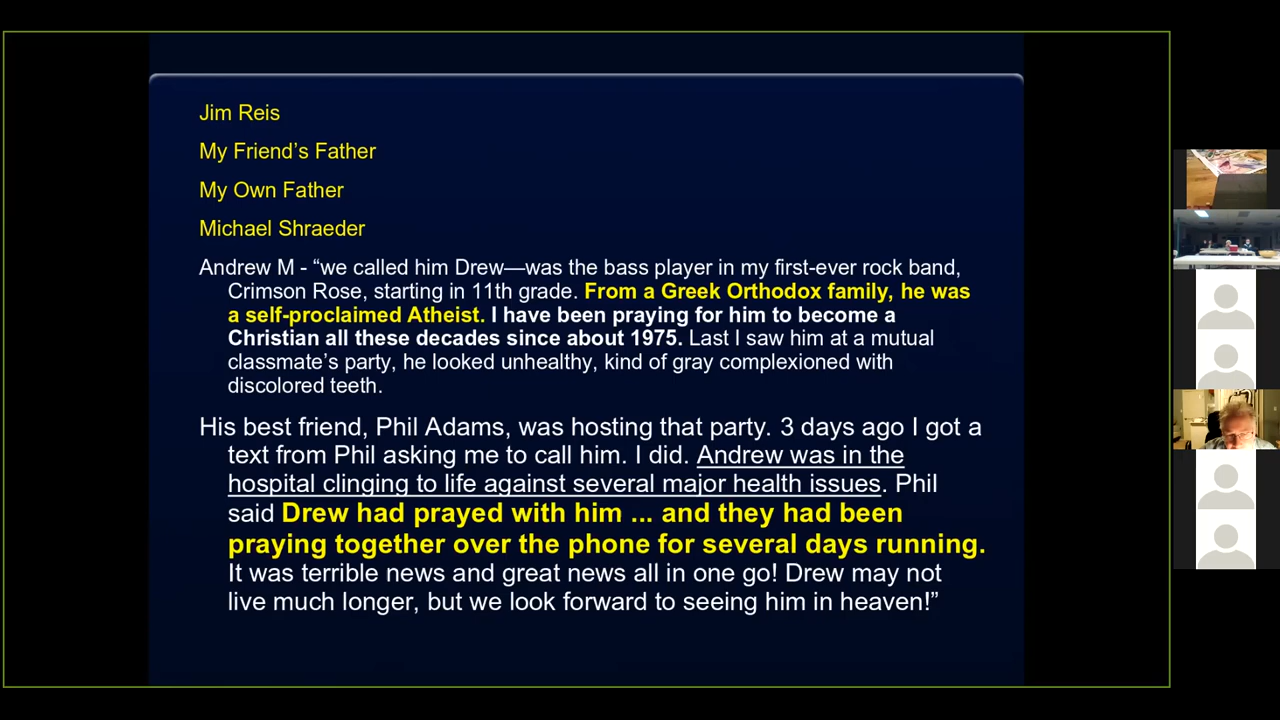 Jim Reis
My Friend’s Father
My Own Father
Michael Shraeder
Andrew M - “we called him Drew—was the bass player in my first-ever rock band,
Crimson Rose, starting in 11th grade. From a Greek Orthodox family, he was
a self-proclaimed Atheist. I have been praying for him to become a
Christian all these decades since about 1975. Last I saw him at a mutual
classmate’s party, he looked unhealthy, kind of gray complexioned with
discolored teeth.
His best friend, Phil Adams, was hosting that party. 3 days ago I got a
text from Phil asking me to call him. I did. Andrew was in the
hospital clinging to life against several major health issues. Phil
said Drew had prayed with him ... and they had been
praying together over the phone for several days running.
It was terrible news and great news all in one go! Drew may not
live much longer, but we look forward to seeing him in heaven!”